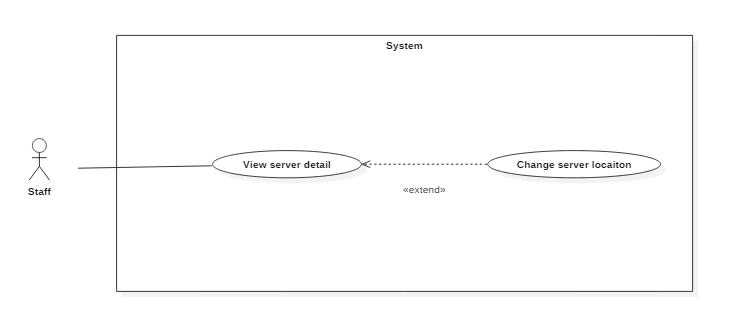 System
View server detail
Change server locaiton
«extend»
Staff